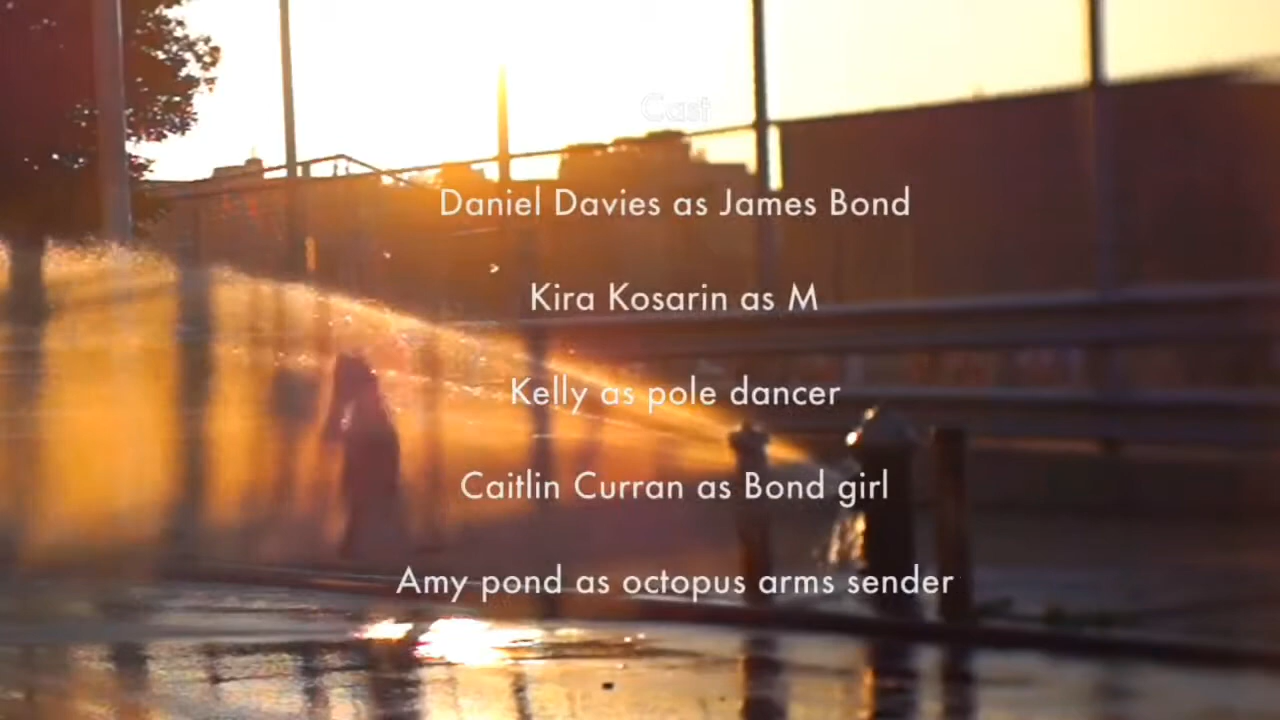 Cast
Daniel Davies as James Bond
Kira Kosarin as M
Kelly as pole dancer
Caitlin Curran as Bond girl
Amy pond as octopus arms sender